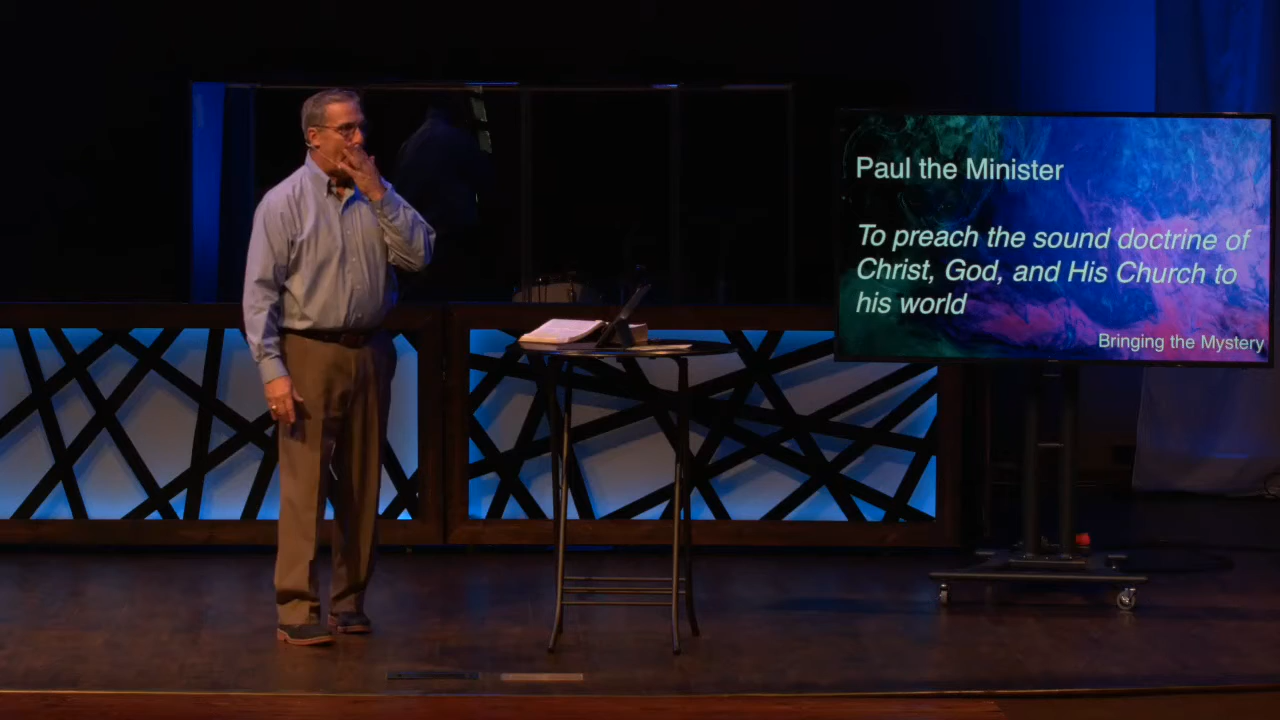 Paul the Minister
To preach the sound doctrine of
Christ, God, and His Church to
his world
Bringing the Mystery